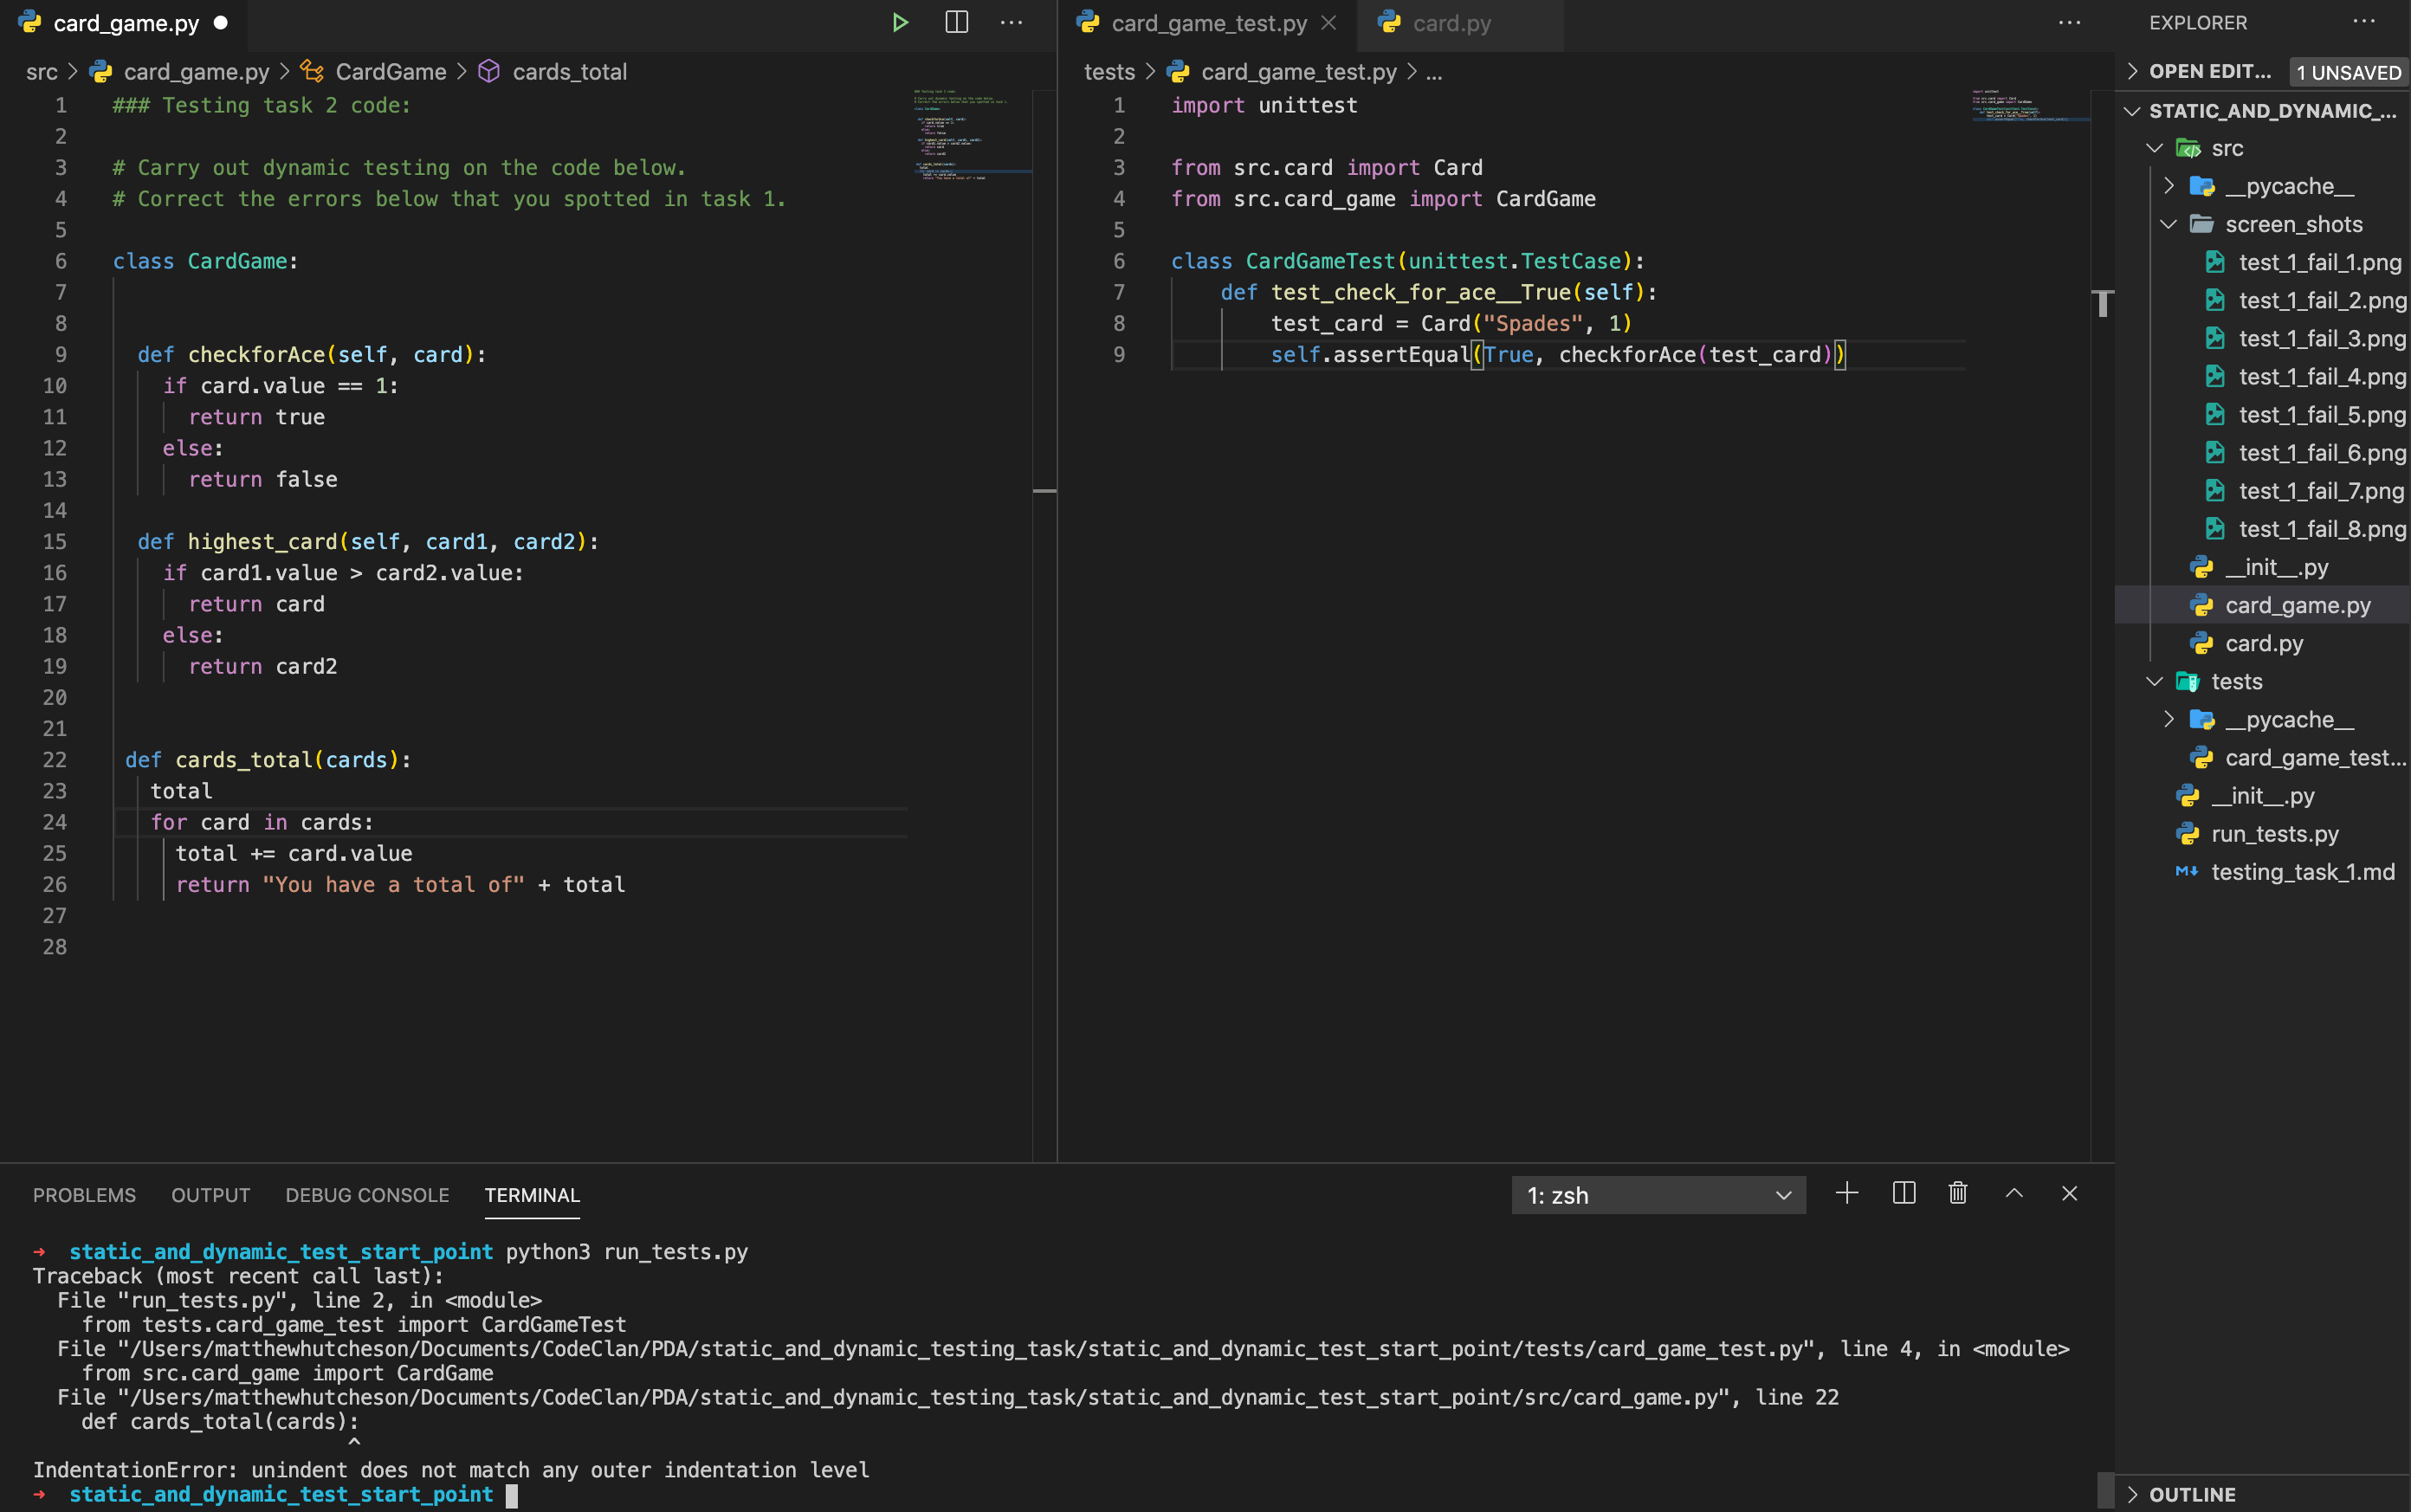 card_game.py
src > card_game.py > CardGame > cards_total
1 ### Testing task 2 code:
2
3 # Carry out dynamic testing on the code below.
4 # Correct the errors below that you spotted in task 1.
5
6 class CardGame:
7
8
9 def checkforAce(self, card):
10 if card.value == 1:
11 return true
12 else:
13 return false
14
15 def highest_card(self, card1, card2):
16 if card1.value > card2.value:
17 return card
18 else:
19 return card2
20
21
22 def cards_total(cards):
23 total
24 for card in cards:
25 total += card.value
26 return "You have a total of" + total
27
28
card_game_test.py
card.py
tests > card_game_test.py > ...
1 import unittest
2
3 from src.card import Card
4 from src.card_game import CardGame
5
6 class CardGameTest(unittest.TestCase):
7 def test_check_for_ace__True(self):
8 test_card = Card("Spades", 1)
9 self.assertEqual(True, checkforAce(test_card))
EXPLORER
OPEN EDIT... 1 UNSAVED
STATIC_AND_DYNAMIC_...
src
__pycache__
screen_shots
test_1_fail_1.png
test_1_fail_2.png
test_1_fail_3.png
test_1_fail_4.png
test_1_fail_5.png
test_1_fail_6.png
test_1_fail_7.png
test_1_fail_8.png
__init__.py
card_game.py
card.py
tests
__pycache__
card_game_test...
__init__.py
run_tests.py
testing_task_1.md
OUTLINE
PROBLEMS OUTPUT DEBUG CONSOLE TERMINAL
1: zsh
→ static_and_dynamic_test_start_point python3 run_tests.py
Traceback (most recent call last):
File "run_tests.py", line 2, in <module>
from tests.card_game_test import CardGameTest
File "/Users/matthewhutcheson/Documents/CodeClan/PDA/static_and_dynamic_testing_task/static_and_dynamic_test_start_point/tests/card_game_test.py", line 4, in <module>
from src.card_game import CardGame
File "/Users/matthewhutcheson/Documents/CodeClan/PDA/static_and_dynamic_testing_task/static_and_dynamic_test_start_point/src/card_game.py", line 22
def cards_total(cards):
^
IndentationError: unindent does not match any outer indentation level
→ static_and_dynamic_test_start_point